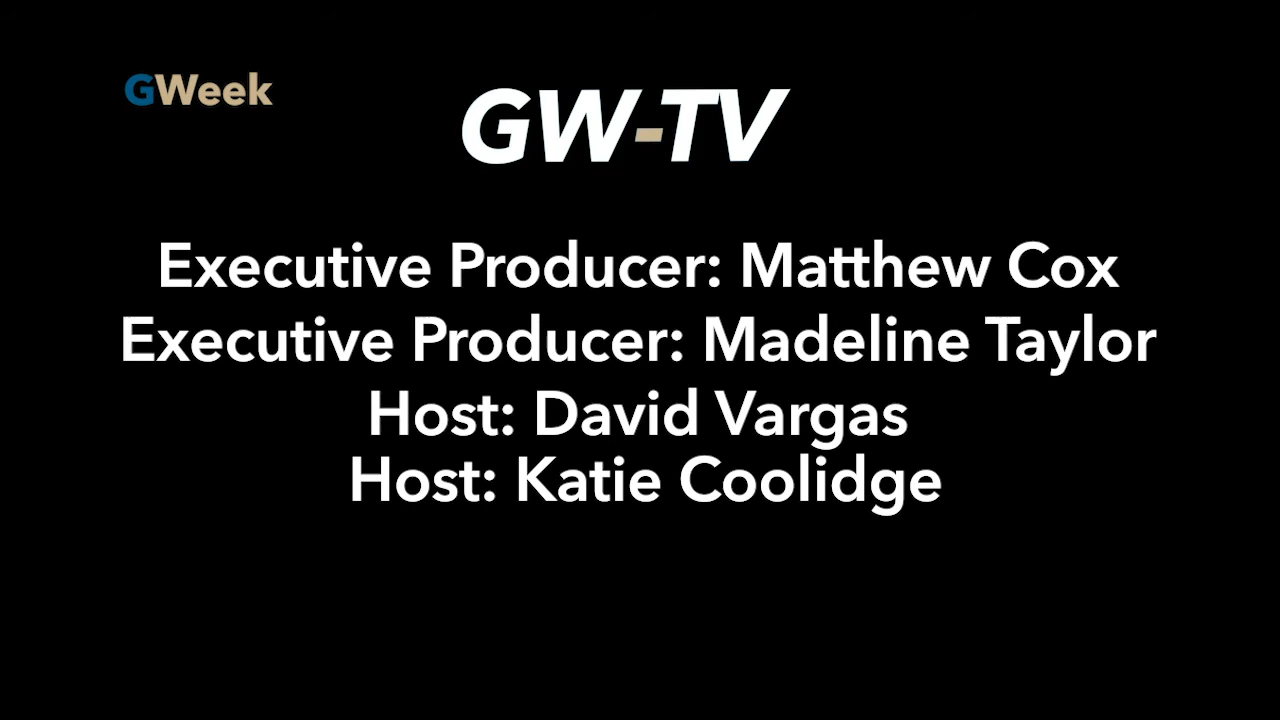 GWeek
GW-TV
Executive Producer: Matthew Cox
Executive Producer: Madeline Taylor
Host: David Vargas
Host: Katie Coolidge